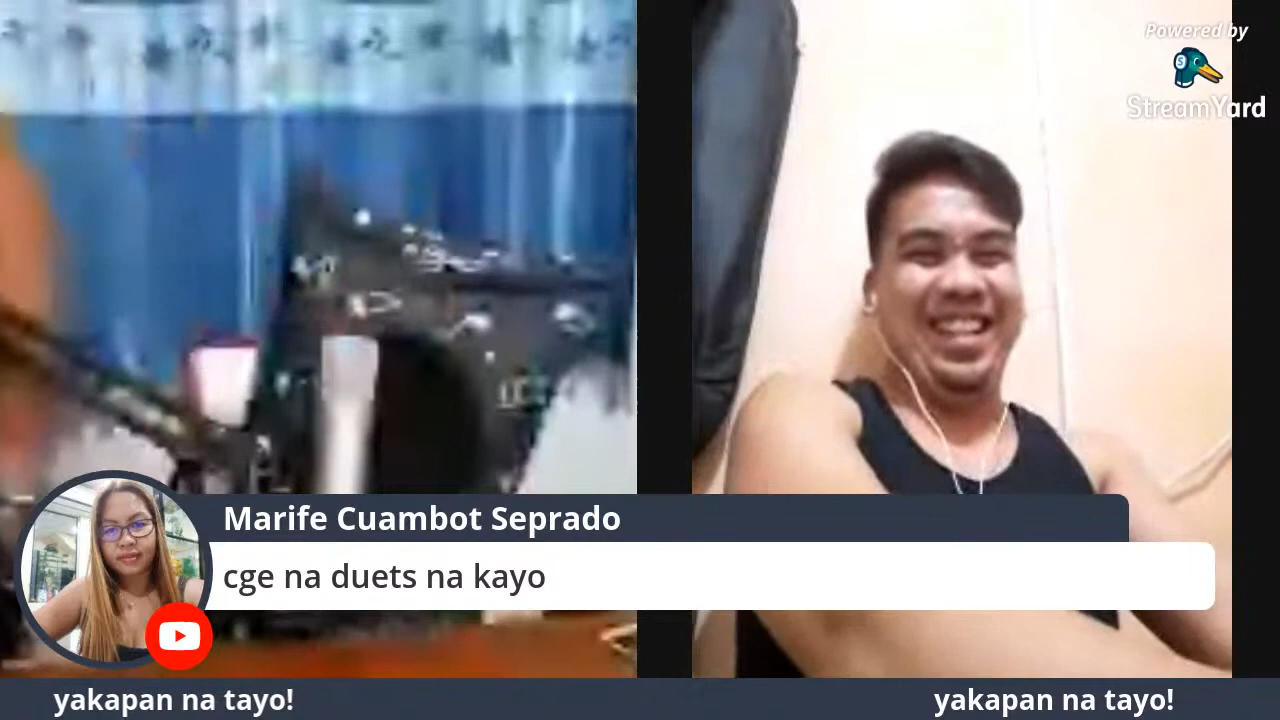 Powered by
StreamYard
Marife Cuambot Seprado
cge na duets na kayo
yakapan na tayo! yakapan na tayo!